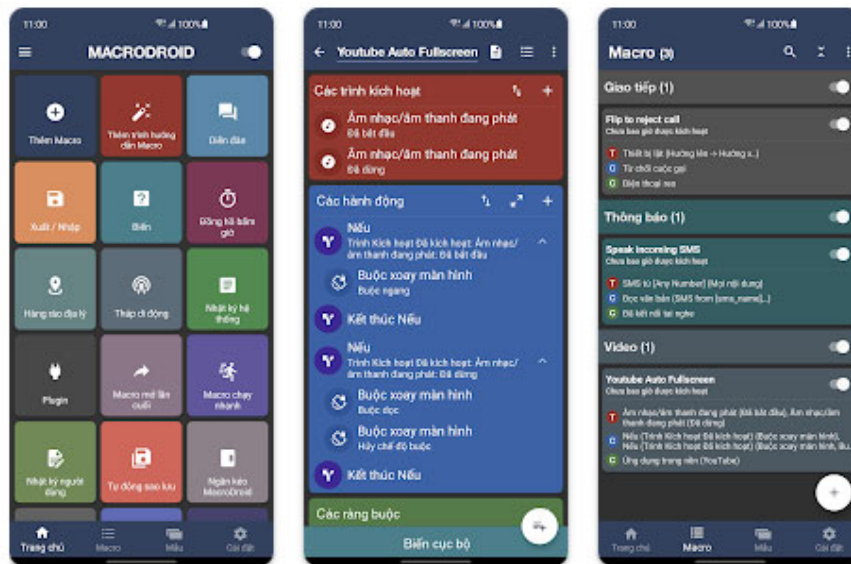 11:00
100%
MACRODROID
Thêm Macro
Thêm trình hướng
dẫn Macro
Diễn đàn
Xuất / Nhập
Biến
Đồng hồ bấm
giờ
Hàng rào địa lý
Tháp di động
Nhật ký hệ
thống
Plugin
Macro mở lần
cuối
Macro chạy
nhanh
Nhật ký người
dùng
Tự động sao lưu
Ngăn kéo
MacroDroid
Trang chủ
Macro
Mẫu
Cài đặt
11:00
100%
Youtube Auto Fullscreen
Các trình kích hoạt
Âm nhạc/âm thanh đang phát
Đã bắt đầu
Âm nhạc/âm thanh đang phát
Đã dừng
Các hành động
Nếu
Trình Kích hoạt Đã kích hoạt: Âm nhạc/
âm thanh đang phát: Đã bắt đầu
Buộc xoay màn hình
Buộc ngang
Kết thúc Nếu
Nếu
Trình Kích hoạt Đã kích hoạt: Âm nhạc/
âm thanh đang phát: Đã dừng
Buộc xoay màn hình
Buộc dọc
Buộc xoay màn hình
Hủy chế độ buộc
Kết thúc Nếu
Các ràng buộc
Biến cục bộ
11:00
100%
Macro (3)
Giao tiếp (1)
Flip to reject call
Chưa bao giờ được kích hoạt
T Thiết bị lật (Hướng lên -> Hướng x...)
C Từ chối cuộc gọi
C Điện thoại reo
Thông báo (1)
Speak Incoming SMS
Chưa bao giờ được kích hoạt
T SMS từ [Any Number] (Mọi nội dung)
C Đọc văn bản (SMS from [sms_name]...)
C Đã kết nối tai nghe
Video (1)
Youtube Auto Fullscreen
Chưa bao giờ được kích hoạt
T Âm nhạc/âm thanh đang phát (Đã bắt đầu), Âm nhạc/âm
thanh đang phát (Đã dừng)
C Nếu (Trình Kích hoạt Đã kích hoạt) (Buộc xoay màn hình),
Nếu (Trình Kích hoạt Đã kích hoạt) (Buộc xoay màn hình,
C Ứng dụng trong nền (YouTube)
Trang chủ
Macro
Mẫu
Cài đặt